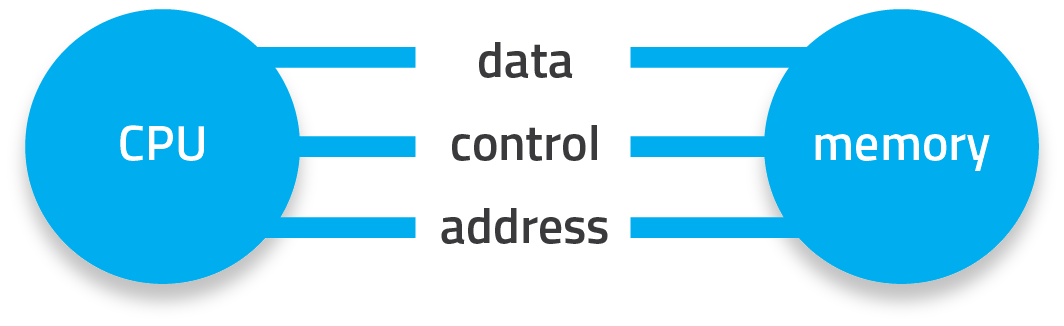 data
CPU
control
memory
address